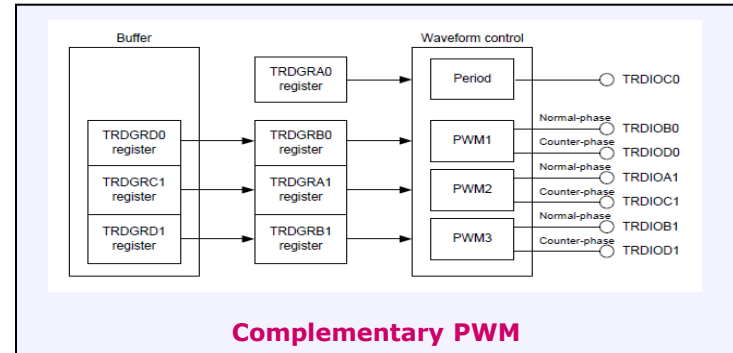 Buffer
Waveform control
TRDGRA0
register
Period
TRDIOC0
TRDGRD0
register
TRDGRB0
register
PWM1
Normal-phase
TRDIOB0
Counter-phase
TRDIOD0
TRDGRC1
register
TRDGRA1
register
PWM2
Normal-phase
TRDIOA1
Counter-phase
TRDIOC1
TRDGRD1
register
TRDGRB1
register
PWM3
Normal-phase
TRDIOB1
Counter-phase
TRDIOD1
Complementary PWM